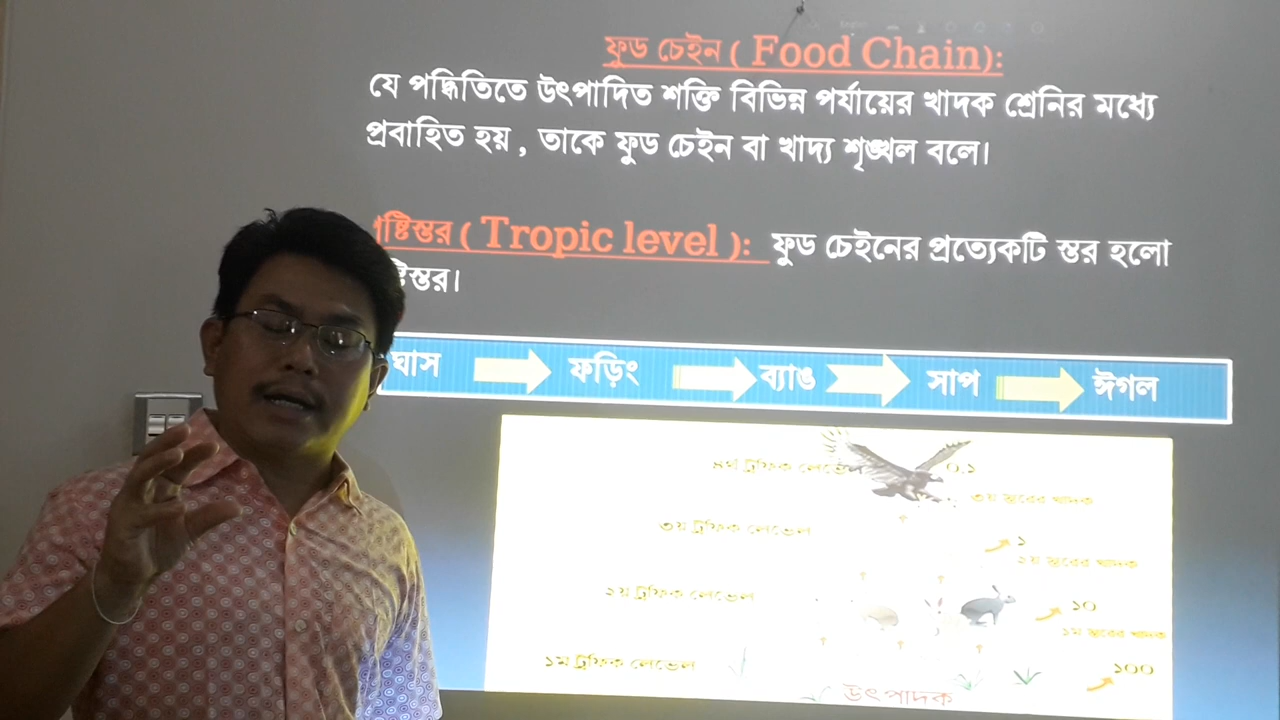 ফুড চেইন ( Food Chain):
যে পদ্ধিতিতে উৎপাদিত শক্তি বিভিন্ন পর্যায়ের খাদক শ্রেনির মধ্যে
প্রবাহিত হয় , তাকে ফুড চেইন বা খাদ্য শৃঙ্খল বলে।
ষ্টিস্তর ( Tropic level ): ফুড চেইনের প্রত্যেকটি স্তর হলো
ষ্টিস্তর।
ঘাস ফড়িং ব্যাঙ সাপ ঈগল
৪র্থ ট্রফিক লেভেল ০.১
৩য় স্তরের খাদক
৩য় ট্রফিক লেভেল ১
২য় স্তরের খাদক
২য় ট্রফিক লেভেল ১০
১ম স্তরের খাদক
১ম ট্রফিক লেভেল ১০০
উৎপাদক